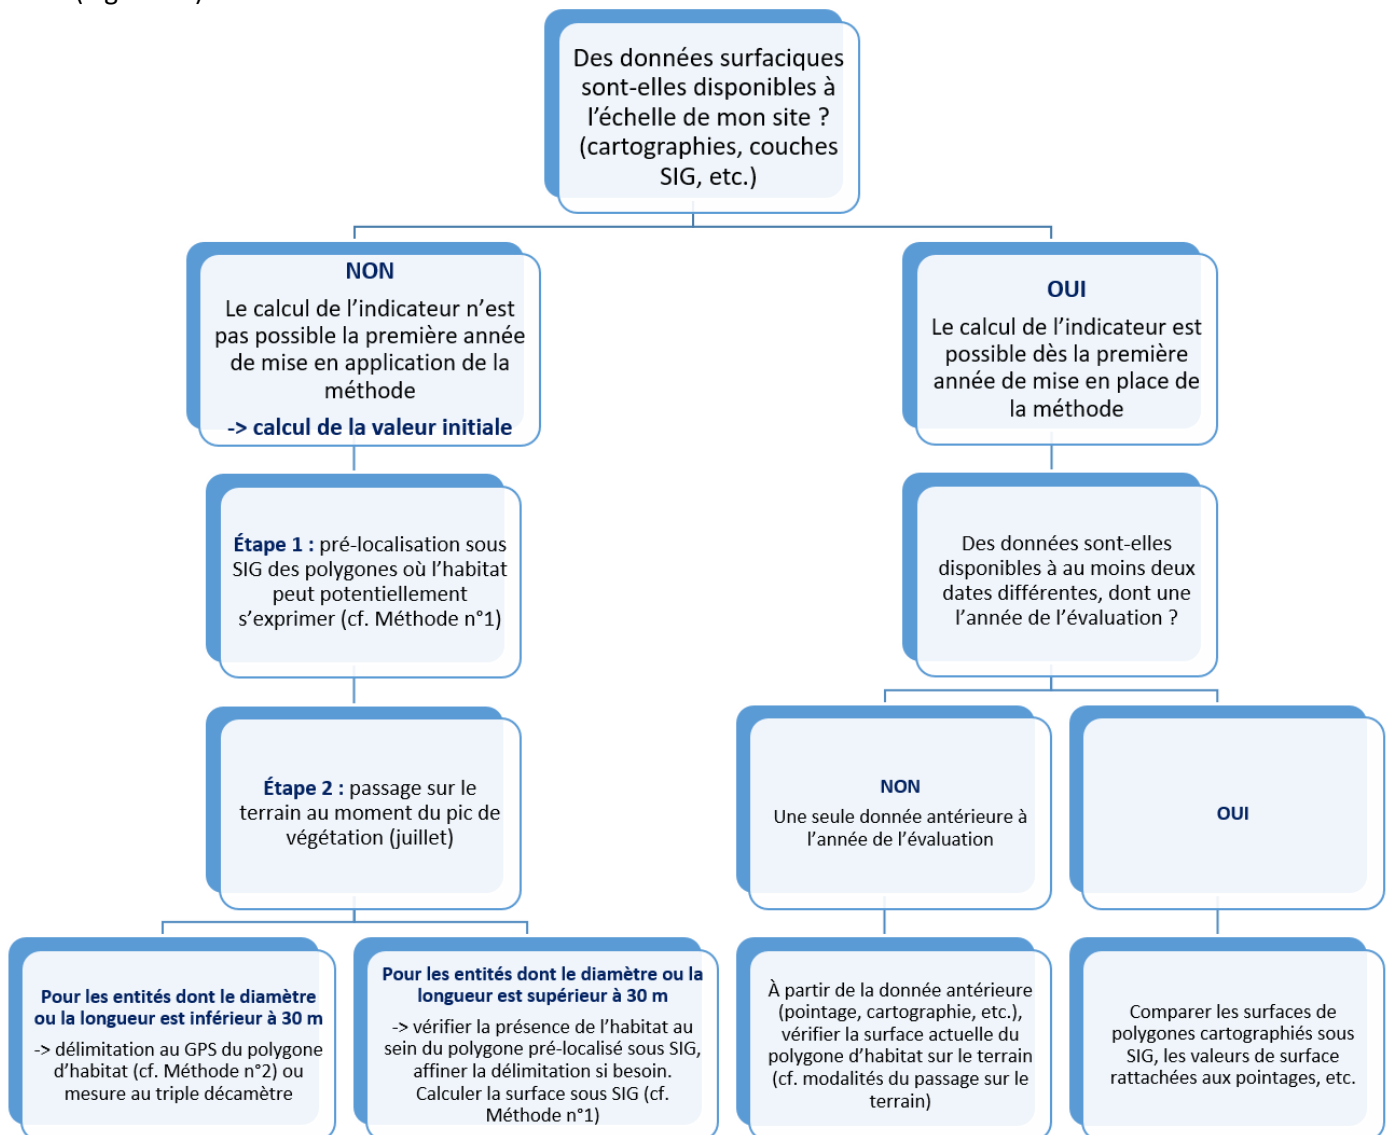 Des données surfaciques
sont-elles disponibles à
l’échelle de mon site ?
(cartographies, couches
SIG, etc.)
NON
Le calcul de l’indicateur n’est
pas possible la première année
de mise en application de la
méthode
-> calcul de la valeur initiale
OUI
Le calcul de l’indicateur est
possible dès la première
année de mise en place de
la méthode
Étape 1 : pré-localisation sous
SIG des polygones où l’habitat
peut potentiellement
s’exprimer (cf. Méthode n°1)
Des données sont-elles
disponibles à au moins deux
dates différentes, dont une
l’année de l’évaluation ?
Étape 2 : passage sur le
terrain au moment du pic de
végétation (juillet)
NON
Une seule donnée antérieure à
l’année de l’évaluation
OUI
Pour les entités dont le diamètre
ou la longueur est inférieur à 30 m
-> délimitation au GPS du polygone
d’habitat (cf. Méthode n°2) ou
mesure au triple décamètre
Pour les entités dont le diamètre ou la
longueur est supérieur à 30 m
-> vérifier la présence de l’habitat au
sein du polygone pré-localisé sous SIG,
affiner la délimitation si besoin.
Calculer la surface sous SIG (cf.
Méthode n°1)
À partir de la donnée antérieure
(pointage, cartographie, etc.),
vérifier la surface actuelle du
polygone d’habitat sur le terrain
(cf. modalités du passage sur le
terrain)
Comparer les surfaces de
polygones cartographiés sous
SIG, les valeurs de surface
rattachées aux pointages, etc.